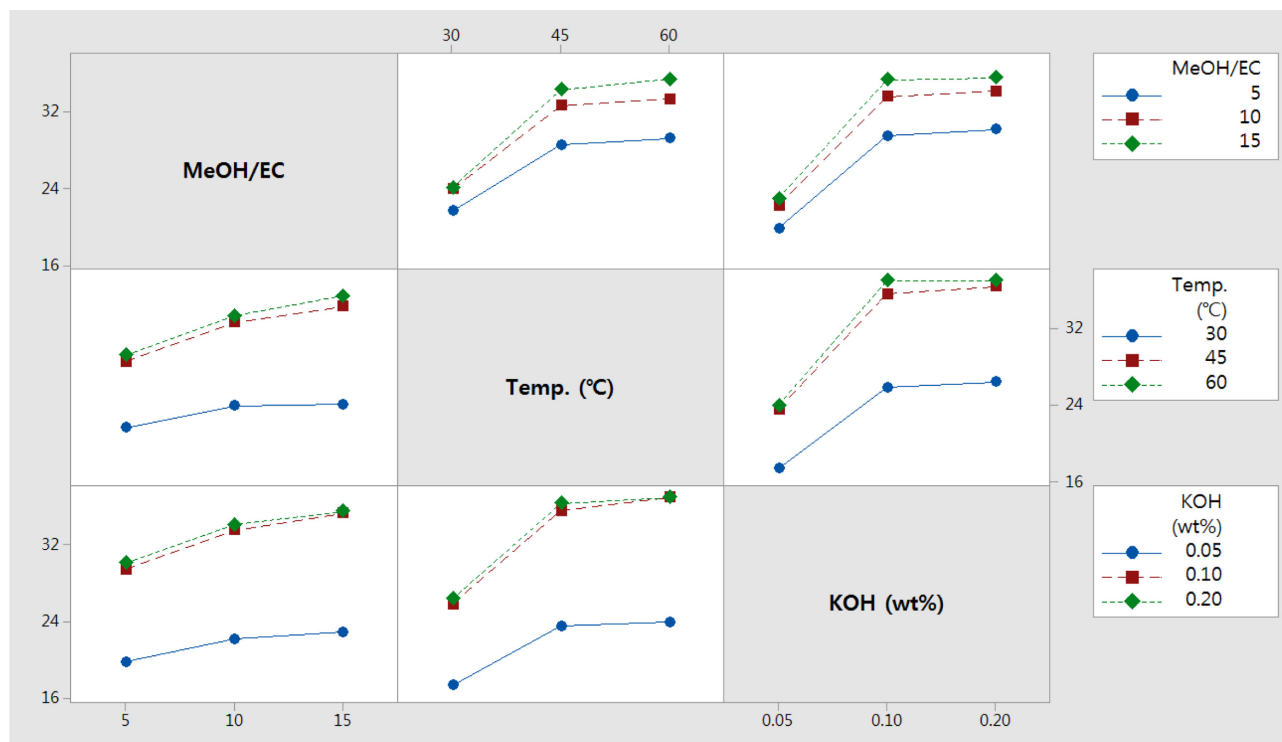 30 45 60
MeOH/EC
5
10
15
32
24
16
MeOH/EC
Temp.
(℃)
30
45
60
Temp. (℃)
32
24
16
KOH
(wt%)
0.05
0.10
0.20
32
24
16
KOH (wt%)
5 10 15 0.05 0.10 0.20